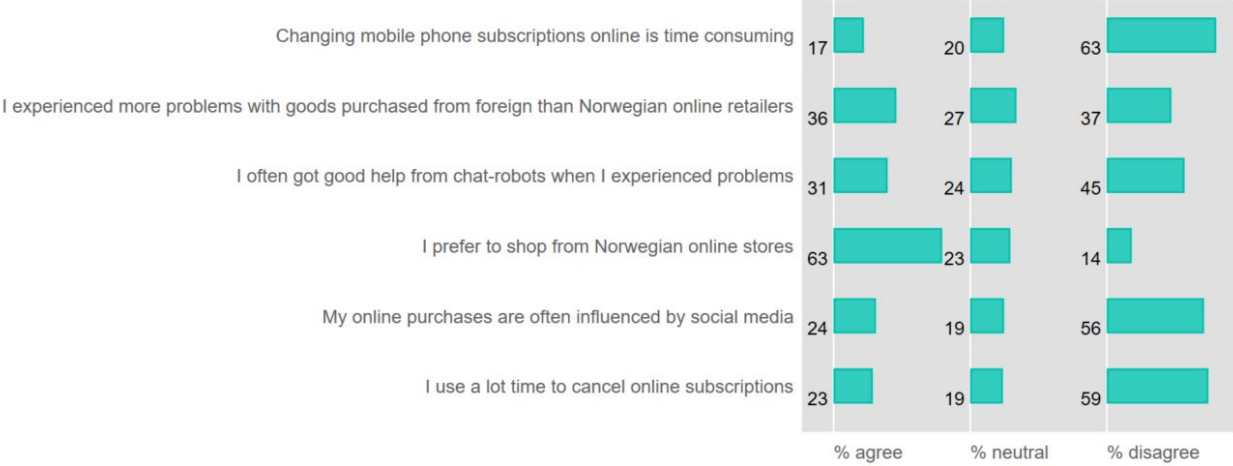 Changing mobile phone subscriptions online is time consuming 17 20 63
I experienced more problems with goods purchased from foreign than Norwegian online retailers 36 27 37
I often got good help from chat-robots when I experienced problems 31 24 45
I prefer to shop from Norwegian online stores 63 23 14
My online purchases are often influenced by social media 24 19 56
I use a lot time to cancel online subscriptions 23 19 59
% agree % neutral % disagree